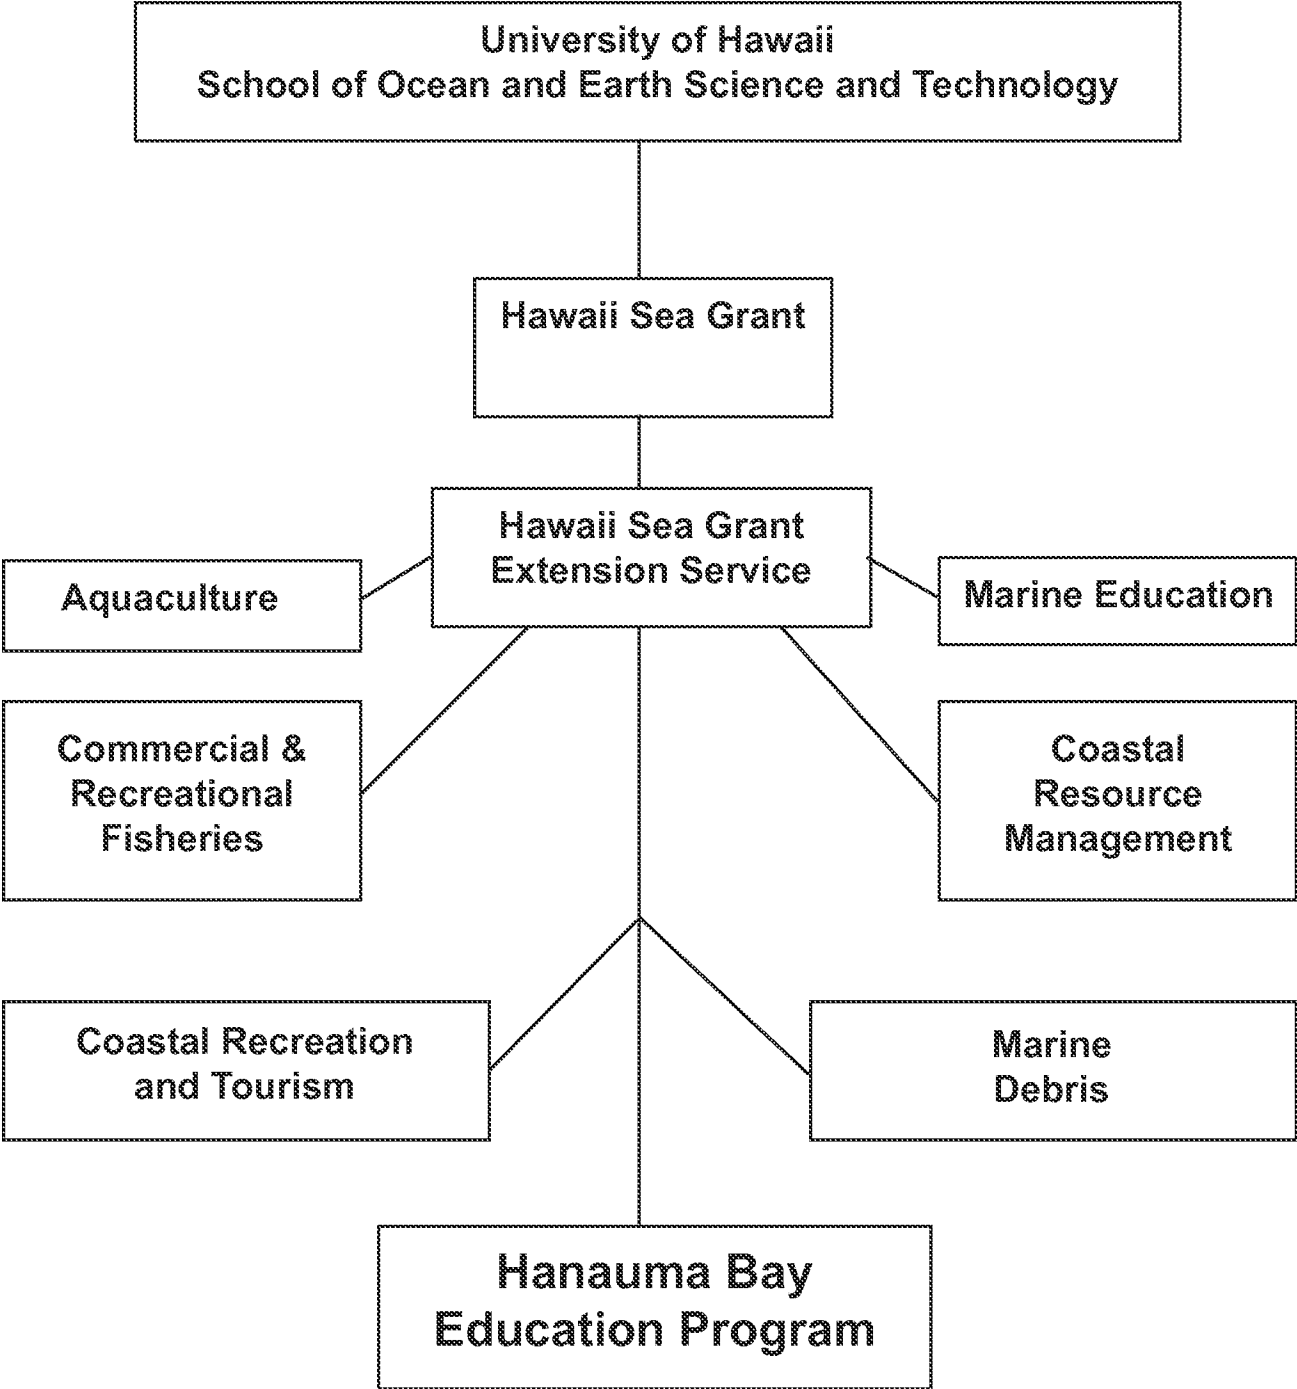 University of Hawaii
School of Ocean and Earth Science and Technology
Hawaii Sea Grant
Hawaii Sea Grant
Extension Service
Aquaculture
Marine Education
Commercial &
Recreational
Fisheries
Coastal
Resource
Management
Coastal Recreation
and Tourism
Marine
Debris
Hanauma Bay
Education Program